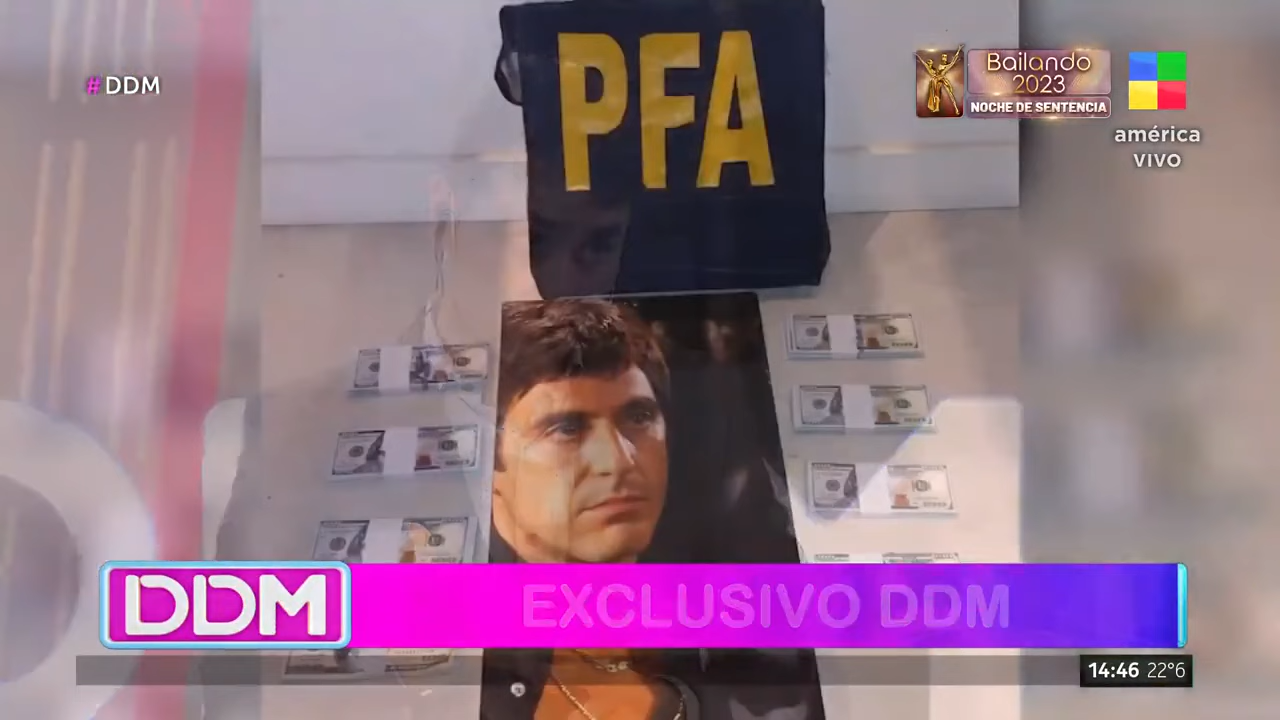 PFA
#DDM
Bailando
2023
NOCHE DE SENTENCIA
américa
VIVO
DDM
EXCLUSIVO DDM
14:46 22°6